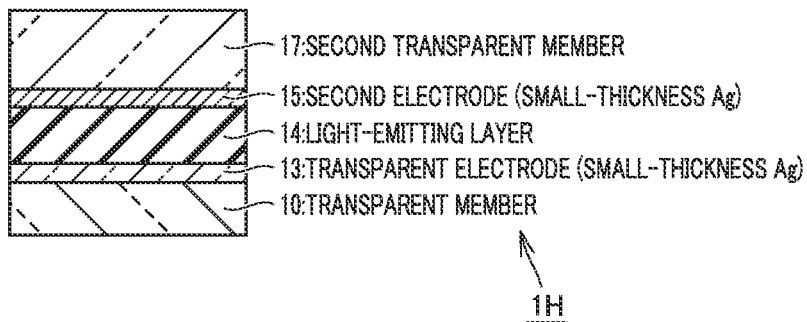 17:SECOND TRANSPARENT MEMBER
15:SECOND ELECTRODE (SMALL-THICKNESS Ag)
14:LIGHT-EMITTING LAYER
13:TRANSPARENT ELECTRODE (SMALL-THICKNESS Ag)
10:TRANSPARENT MEMBER
1H